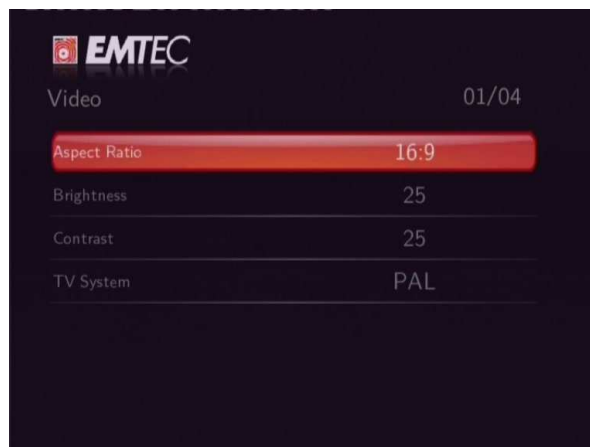 EMTEC
Video 01/04
Aspect Ratio 16:9
Brightness 25
Contrast 25
TV System PAL